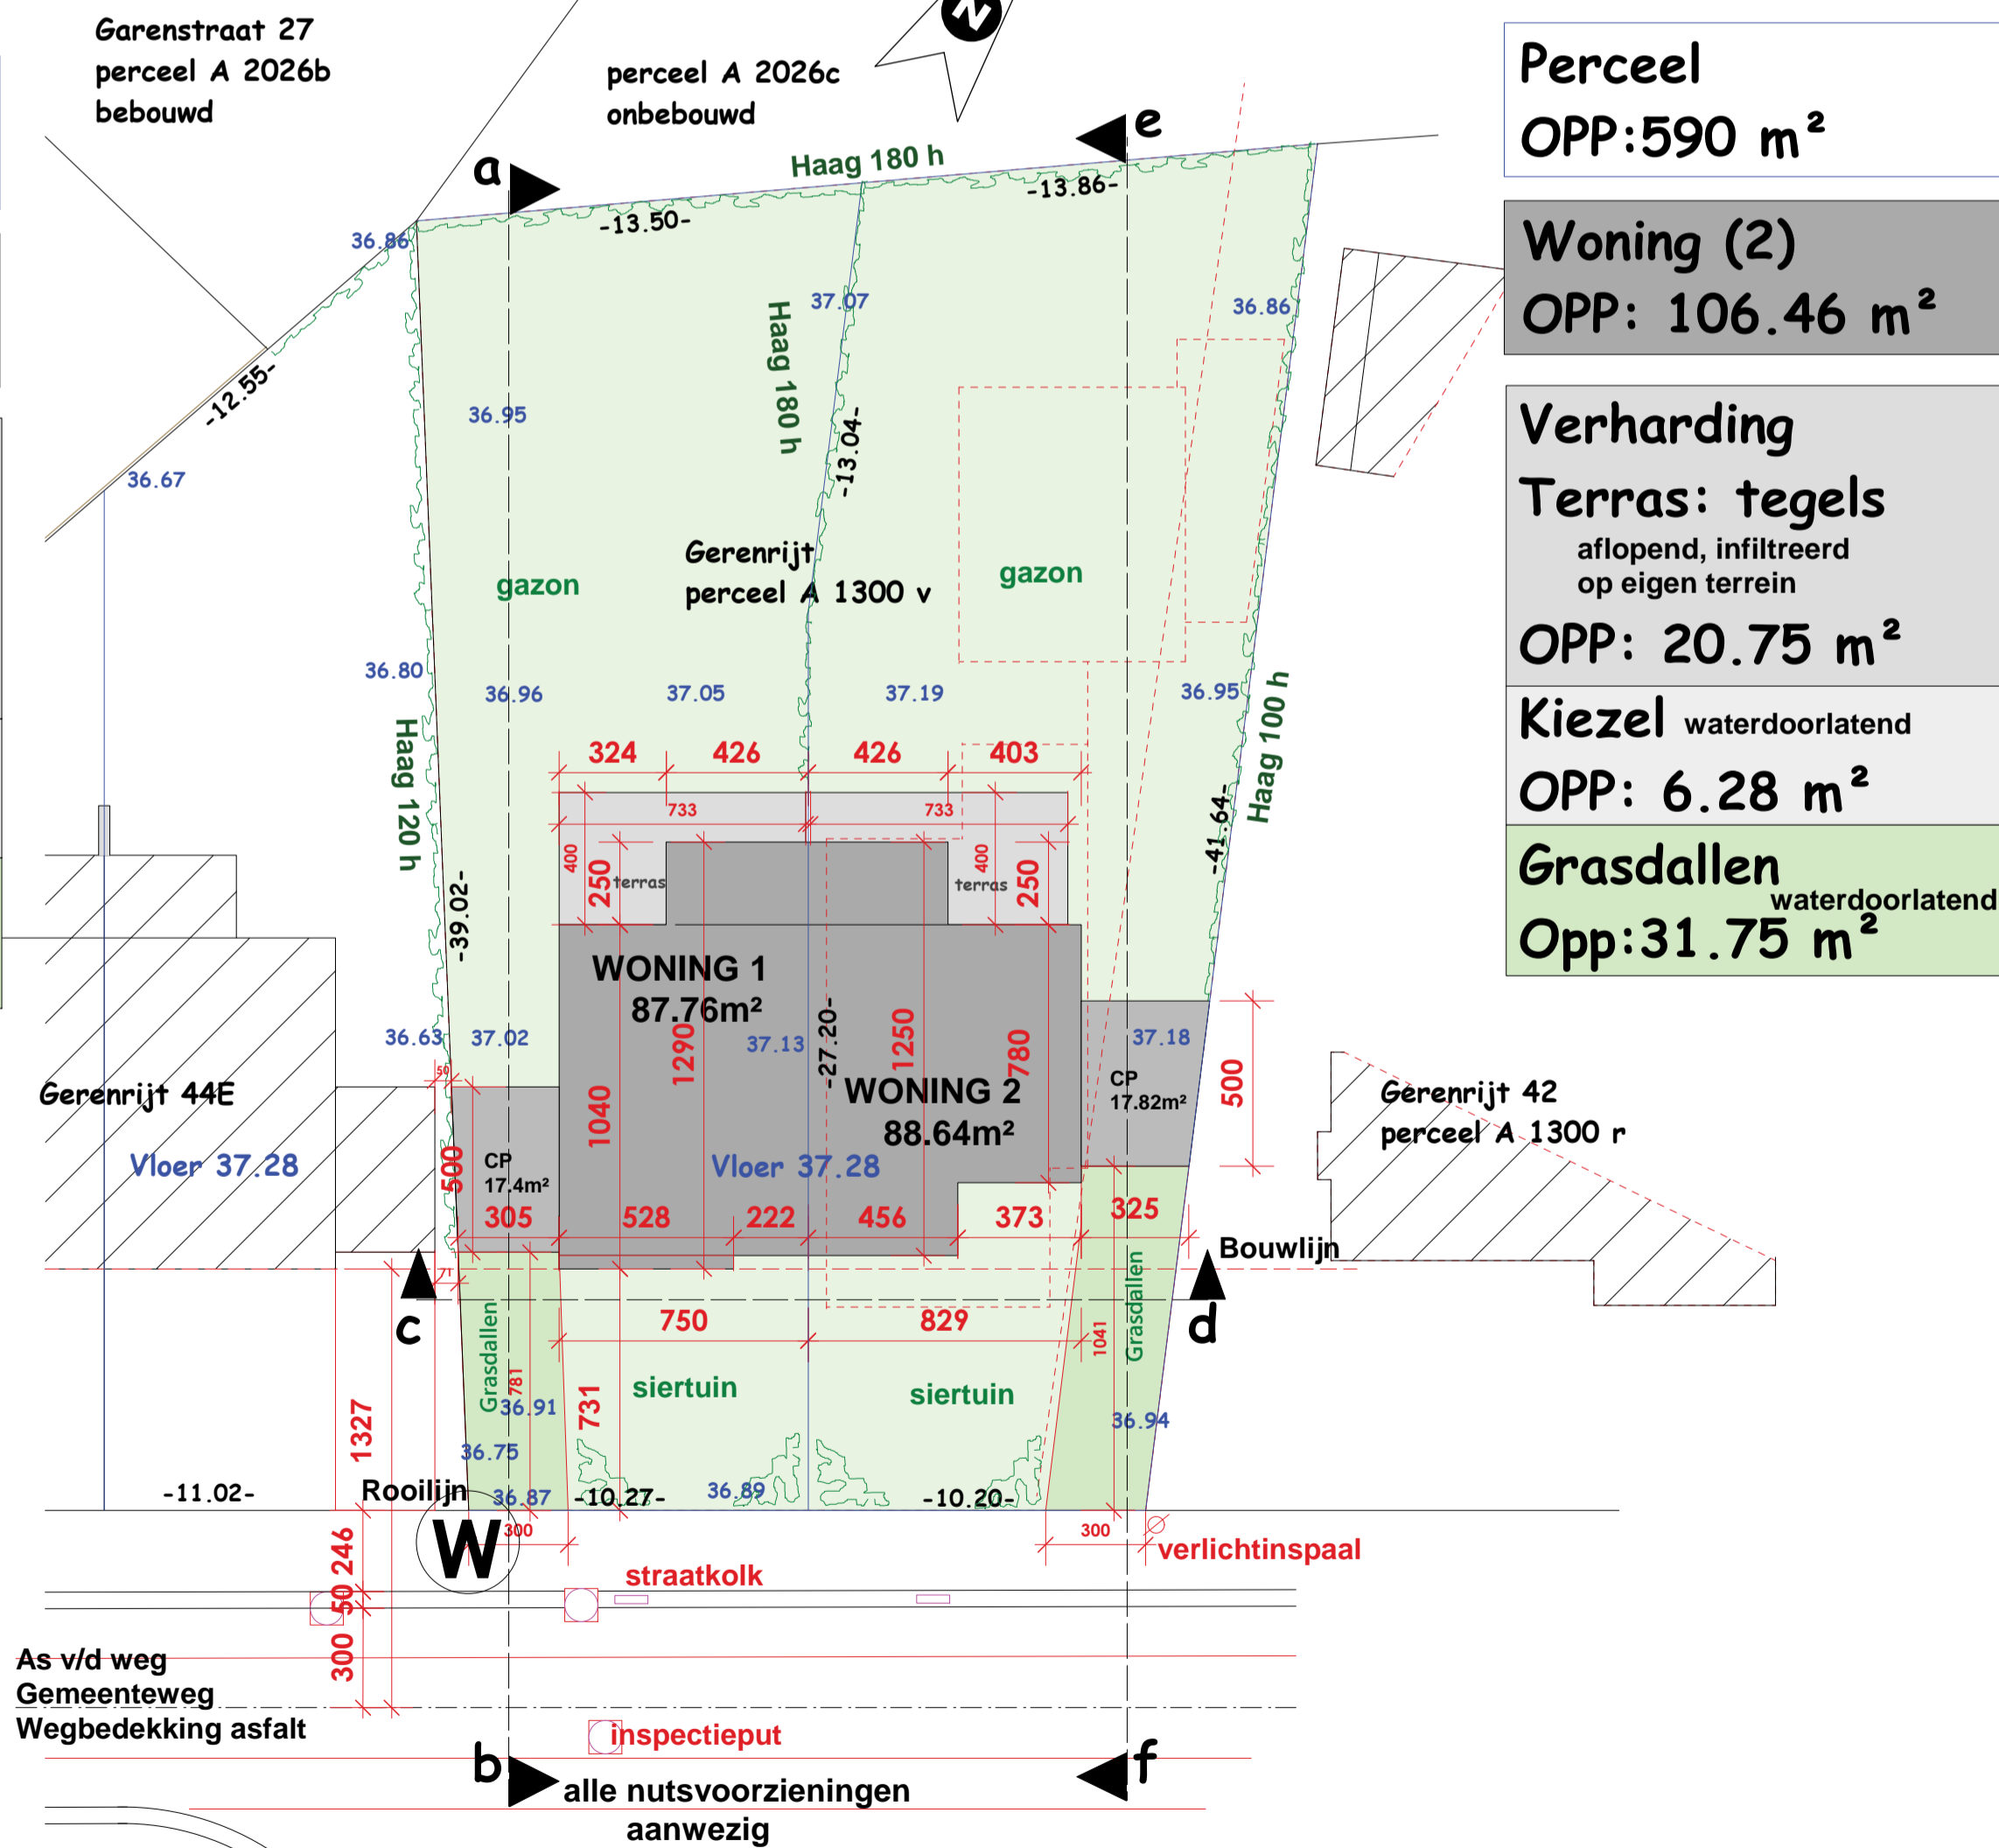 Garenstraat 27
perceel A 2026b
bebouwd
perceel A 2026c
onbebouwd
N
a
e
Haag 180 h
-13.50-
-13.86-
36.86
37.07
36.86
Haag 180 h
-12.55-
36.95
-13.04-
36.67
Gerenrijt
perceel A 1300 v
gazon
gazon
36.80
36.96
37.05
37.19
36.95
Haag 120 h
Haag 100 h
324
426
426
403
733
733
400
250
terras
400
terras
250
-41.64-
-39.02-
WONING 1
87.76m²
36.63
37.02
1290
37.13
-27.20-
1250
780
37.18
WONING 2
88.64m²
CP
17.82m²
500
50
1040
Gerenrijt 44E
Vloer 37.28
500
CP
17.4m²
Vloer 37.28
305
528
222
456
373
325
Gerenrijt 42
perceel A 1300 r
Bouwlijn
71
c
d
750
829
1041
Grasdallen
Grasdallen
781
731
siertuin
siertuin
36.91
36.94
1327
36.75
-11.02-
Rooilijn
36.87
-10.27-
36.89
-10.20-
W
300
300
verlichtinspaal
246
50
straatkolk
300
As v/d weg
Gemeenteweg
Wegbedekking asfalt
inspectieput
b
f
alle nutsvoorzieningen
aanwezig
Perceel
OPP:590 m²
Woning (2)
OPP: 106.46 m²
Verharding
Terras: tegels
aflopend, infiltreerd
op eigen terrein
OPP: 20.75 m²
Kiezel waterdoorlatend
OPP: 6.28 m²
Grasdallen
waterdoorlatend
Opp:31.75 m²